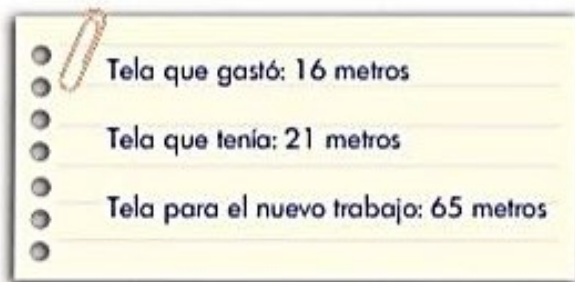 Tela que gastó: 16 metros
Tela que tenía: 21 metros
Tela para el nuevo trabajo: 65 metros